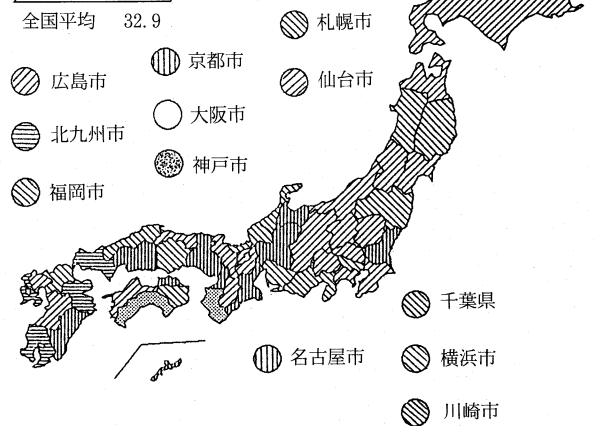 全国平均 32.9
札幌市
京都市
広島市
仙台市
大阪市
北九州市
神戸市
福岡市
千葉県
名古屋市
横浜市
川崎市